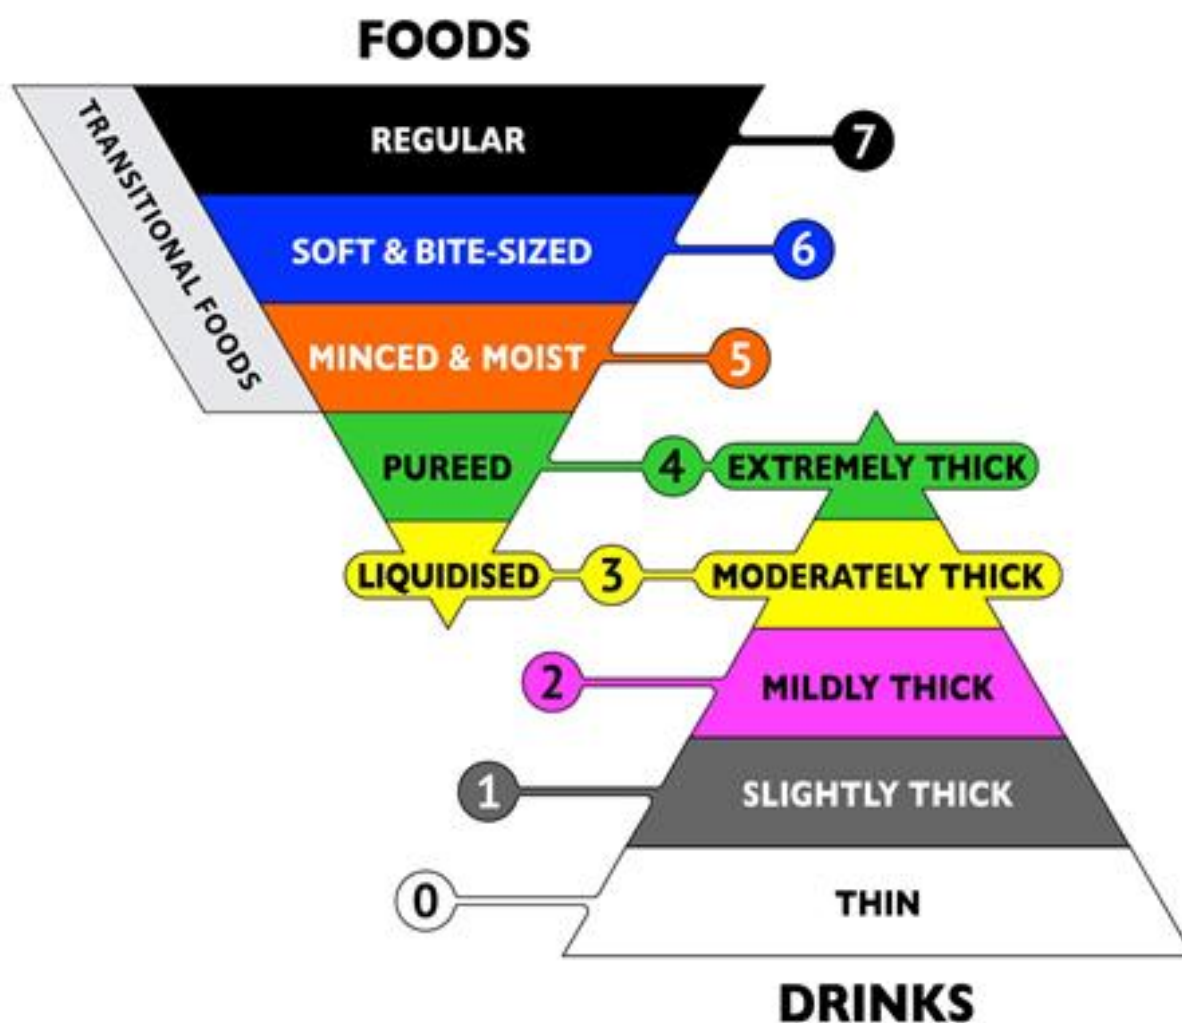 FOODS
TRANSITIONAL FOODS
REGULAR
7
SOFT & BITE-SIZED
6
MINCED & MOIST
5
PUREED
4
EXTREMELY THICK
LIQUIDISED
3
MODERATELY THICK
2
MILDLY THICK
1
SLIGHTLY THICK
0
THIN
DRINKS